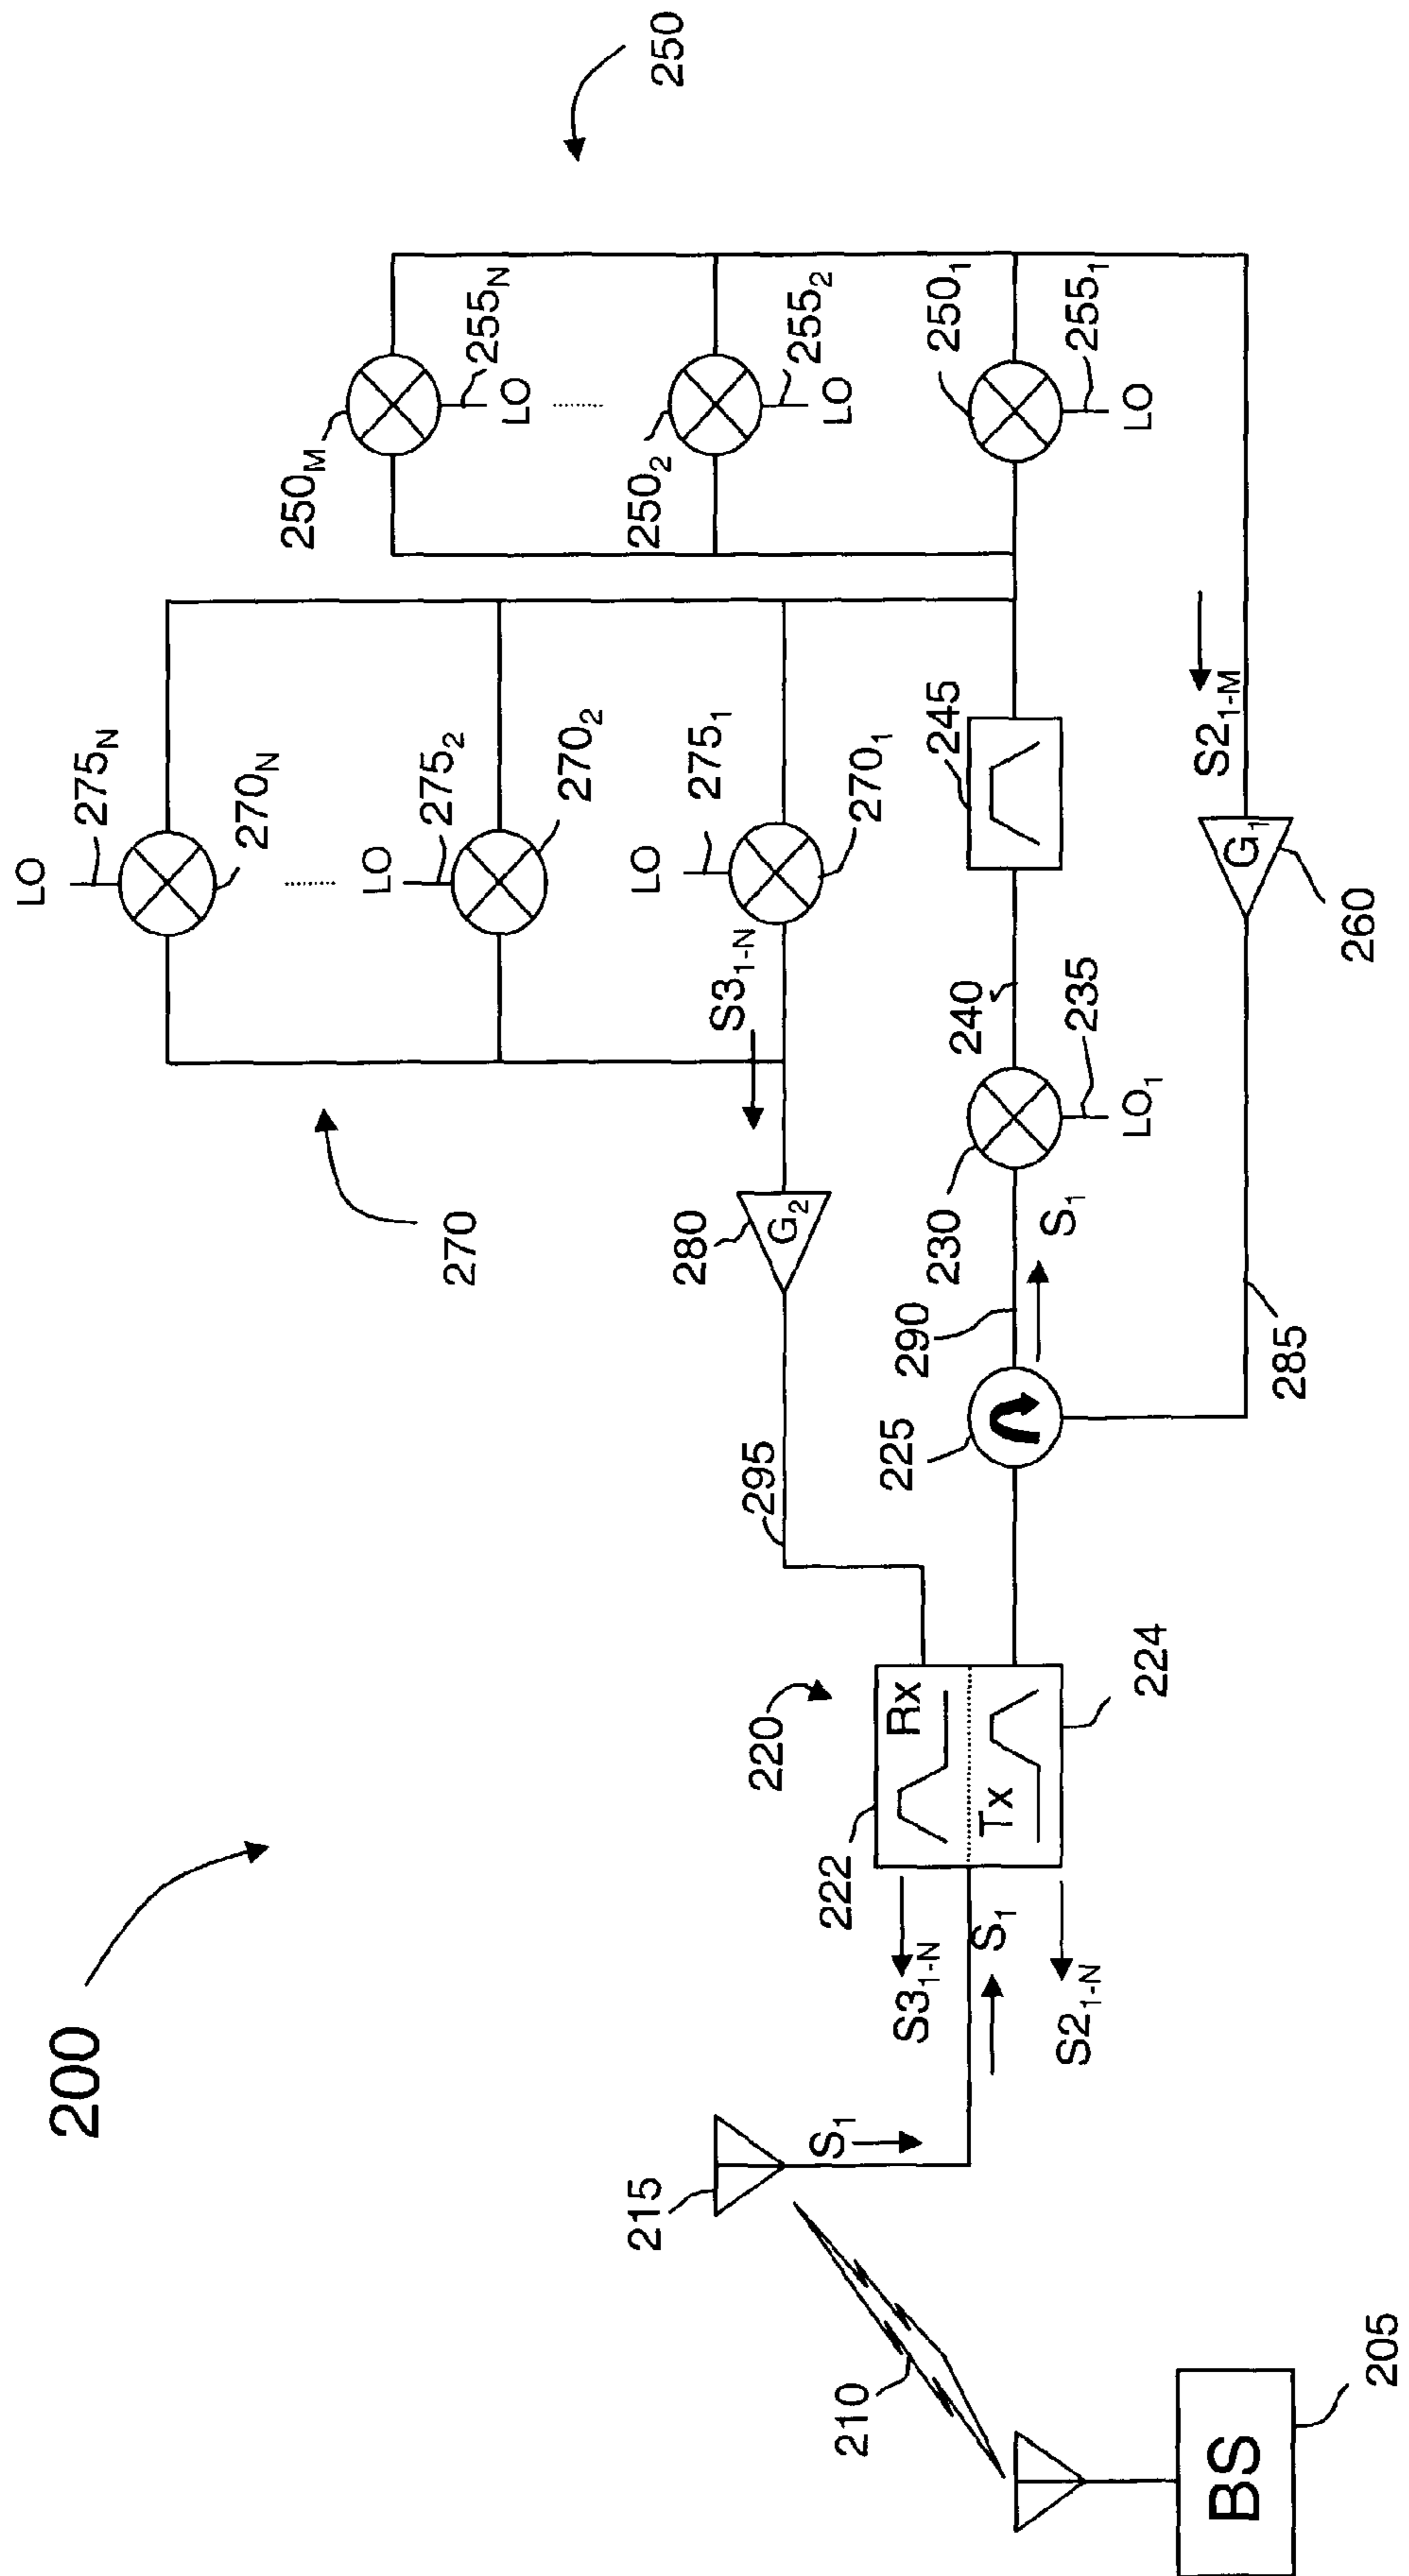 200
BS
205
210
215
S₁
S₁
S3₁₋N
S2₁₋N
220
222
Rx
Tx
224
225
290
S₁
285
295
280
G₂
230
LO₁
235
240
245
S3₁₋N
270
LO
275N
270N
........
LO
275₂
270₂
LO
275₁
270₁
250
250M
LO
255N
........
250₂
LO
255₂
250₁
LO
255₁
S2₁₋M
G₁
260